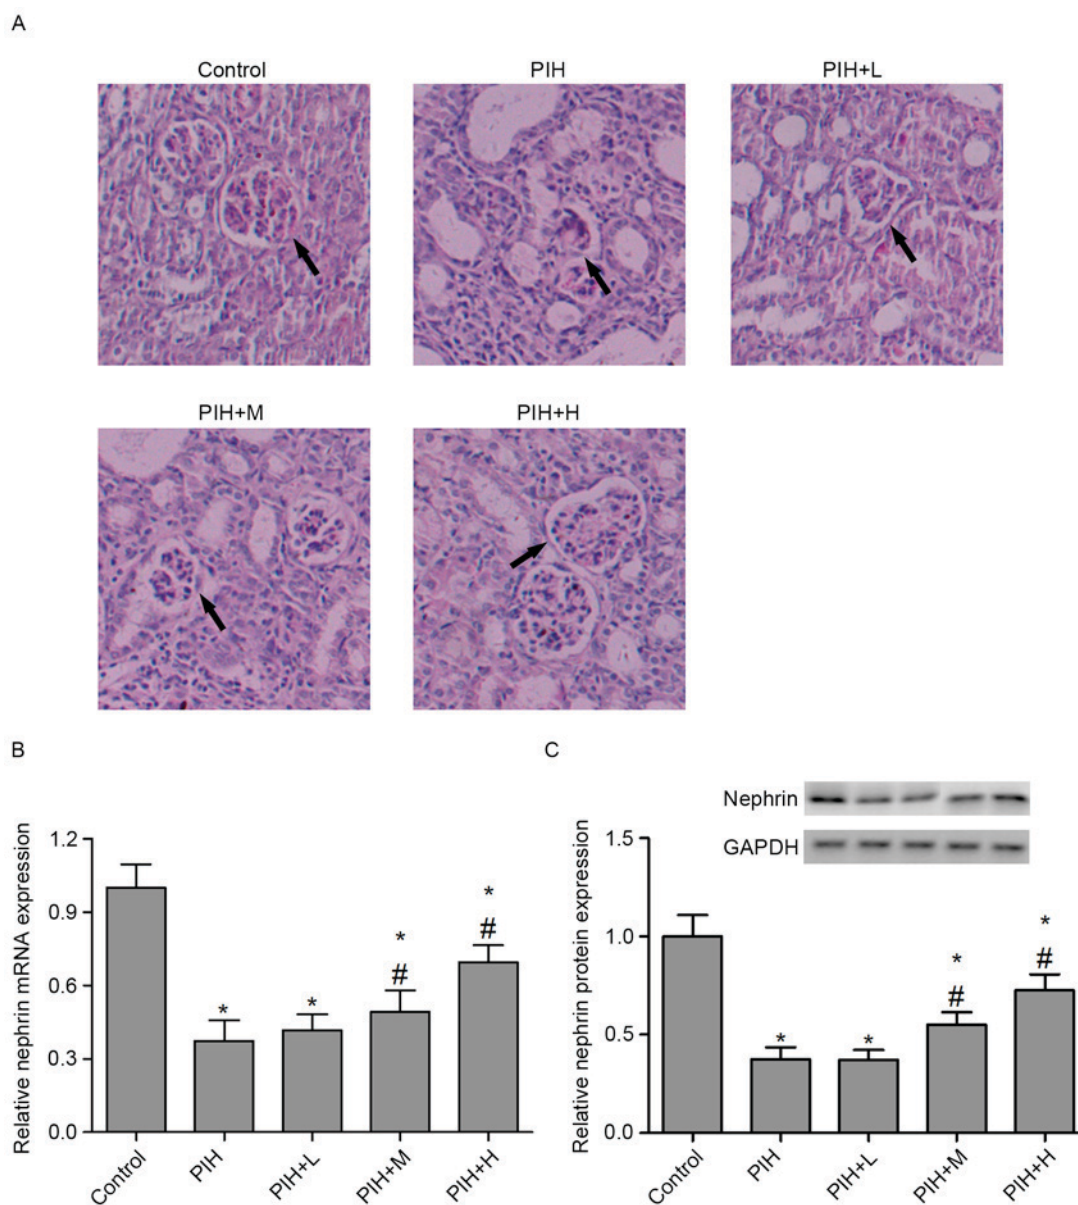 A
Control
PIH
PIH+L
PIH+M
PIH+H
B
Relative nephrin mRNA expression
1.2
0.9
0.6
0.3
0.0
*
*
*
#
*
#
Control
PIH
PIH+L
PIH+M
PIH+H
C
Nephrin
GAPDH
Relative nephrin protein expression
1.5
1.0
0.5
0.0
*
*
*
#
*
#
Control
PIH
PIH+L
PIH+M
PIH+H